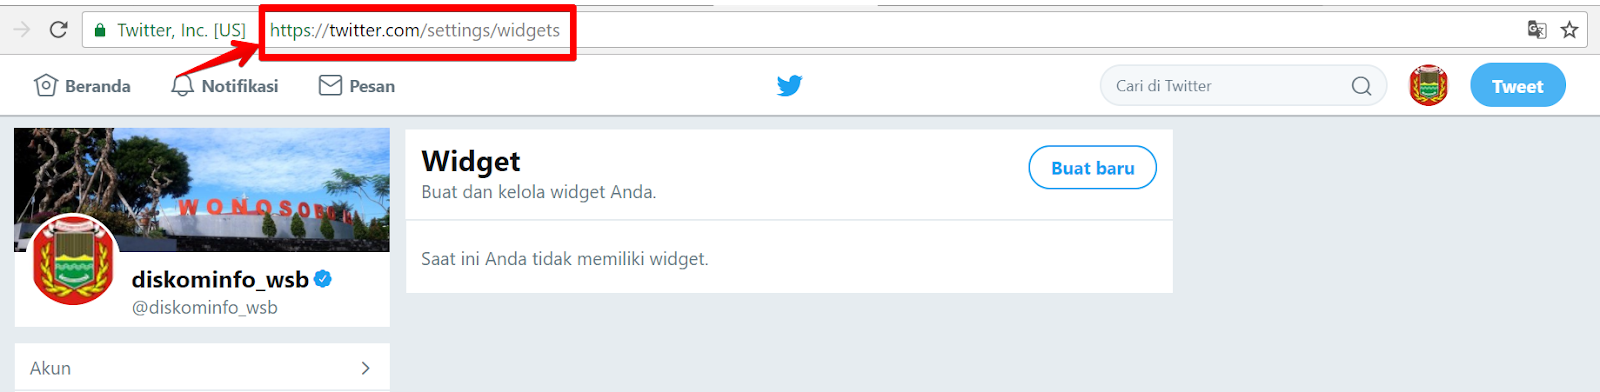 Twitter, Inc. [US] https://twitter.com/settings/widgets
Beranda Notifikasi Pesan Cari di Twitter Tweet
Widget
Buat dan kelola widget Anda.
Buat baru
Saat ini Anda tidak memiliki widget.
diskominfo_wsb
@diskominfo_wsb
Akun